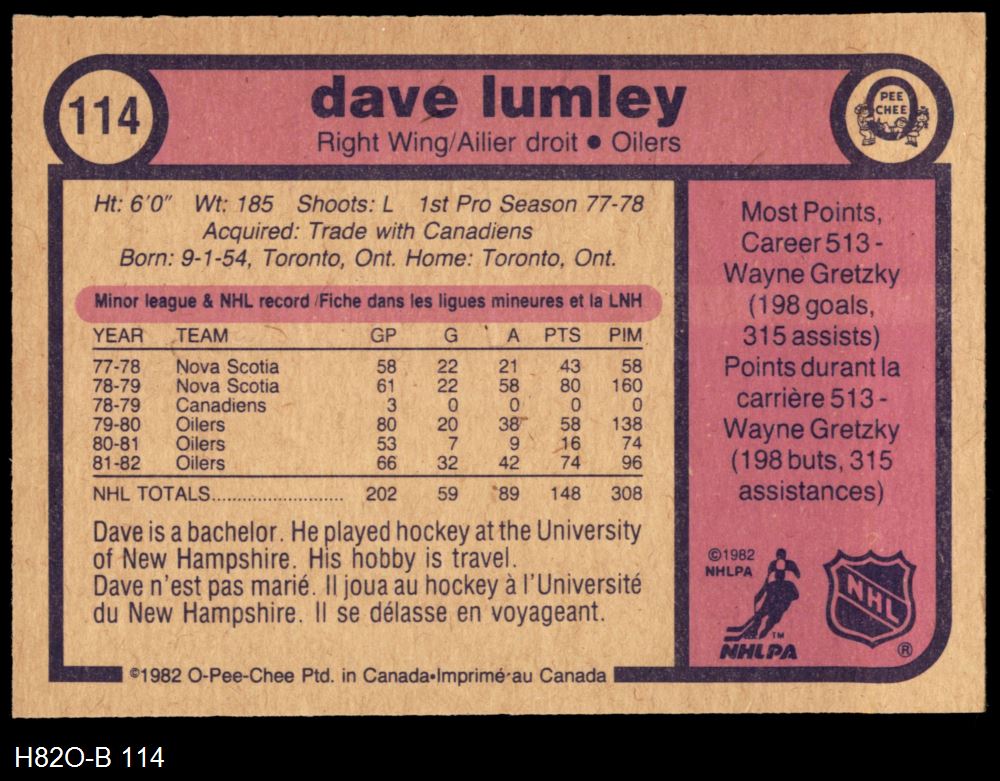 114
dave lumley
Right Wing/Ailier droit • Oilers
PEE
CHEE
Ht: 6'0" Wt: 185 Shoots: L 1st Pro Season 77-78
Acquired: Trade with Canadiens
Born: 9-1-54, Toronto, Ont. Home: Toronto, Ont.
Minor league & NHL record/Fiche dans les ligues mineures et la LNH
YEAR TEAM GP G A PTS PIM
77-78 Nova Scotia 58 22 21 43 58
78-79 Nova Scotia 61 22 58 80 160
78-79 Canadiens 3 0 0 0 0
79-80 Oilers 80 20 38 58 138
80-81 Oilers 53 7 9 16 74
81-82 Oilers 66 32 42 74 96
NHL TOTALS...................... 202 59 89 148 308
Dave is a bachelor. He played hockey at the University
of New Hampshire. His hobby is travel.
Dave n'est pas marié. Il joua au hockey à l'Université
du New Hampshire. Il se délasse en voyageant.
©1982 O-Pee-Chee Ptd. in Canada•Imprimé au Canada
Most Points,
Career 513 -
Wayne Gretzky
(198 goals,
315 assists)
Points durant la
carrière 513 -
Wayne Gretzky
(198 buts, 315
assistances)
©1982
NHLPA
TM
NHLPA
NHL
®
H82O-B 114